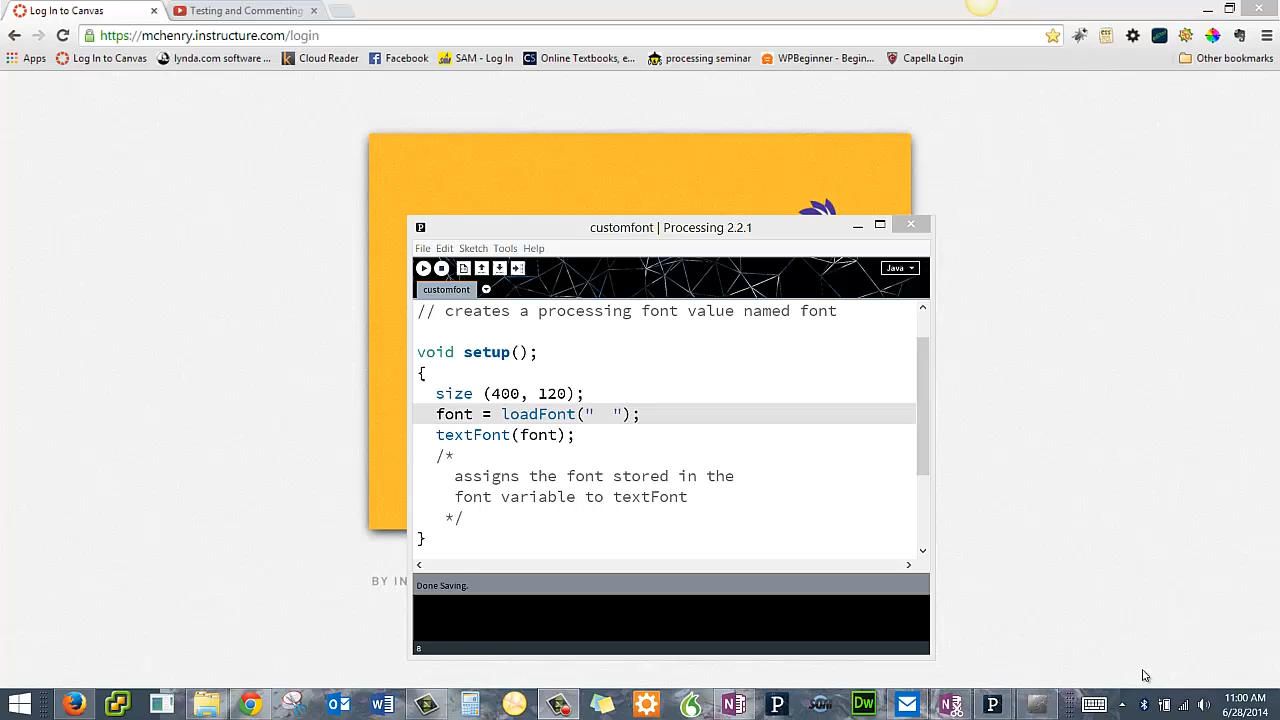 Log In to Canvas
Testing and Commenting
https://mchenry.instructure.com/login
Apps Log In to Canvas lynda.com software ... Cloud Reader Facebook SAM - Log In Online Textbooks, e... processing seminar WPBeginner - Begin... Capella Login Other bookmarks
customfont | Processing 2.2.1
File Edit Sketch Tools Help
Java
customfont
// creates a processing font value named font
void setup();
{
size (400, 120);
font = loadFont("  ");
textFont(font);
/*
assigns the font stored in the
font variable to textFont
*/
}
BY IN
Done Saving.
8
11:00 AM
6/28/2014